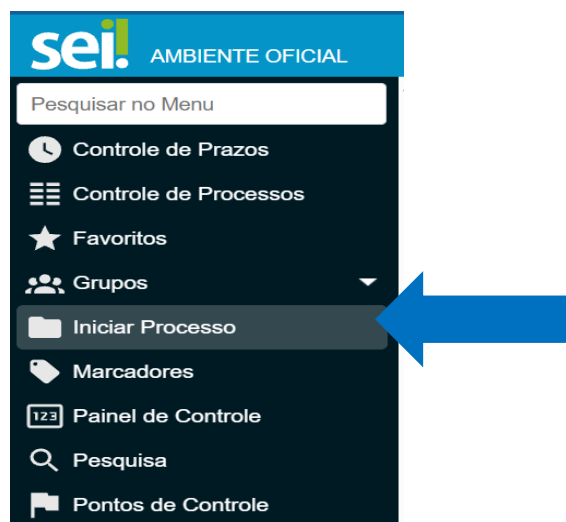 sei! AMBIENTE OFICIAL
Pesquisar no Menu
Controle de Prazos
Controle de Processos
Favoritos
Grupos
Iniciar Processo
Marcadores
123 Painel de Controle
Pesquisa
Pontos de Controle